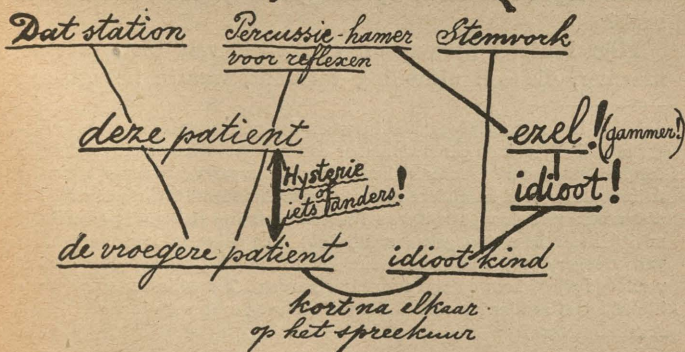 Dat station
Percussie-hamer
voor reflexen
Stemvork
deze patient
ezel! (gammer!)
Hysterie
of
iets anders!
idioot!
de vroegere patient
idioot kind
kort na elkaar
op het spreekuur